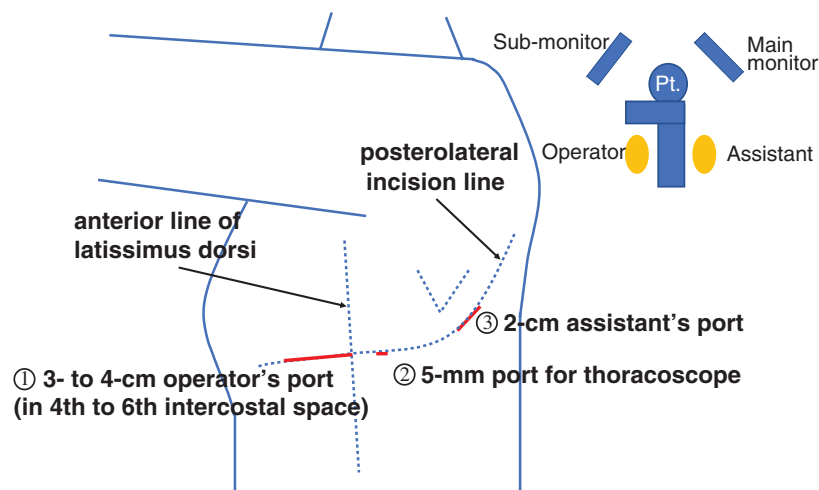 Sub-monitor
Main
monitor
Pt.
Operator
Assistant
posterolateral
incision line
anterior line of
latissimus dorsi
③ 2-cm assistant's port
① 3- to 4-cm operator's port
(in 4th to 6th intercostal space)
② 5-mm port for thoracoscope